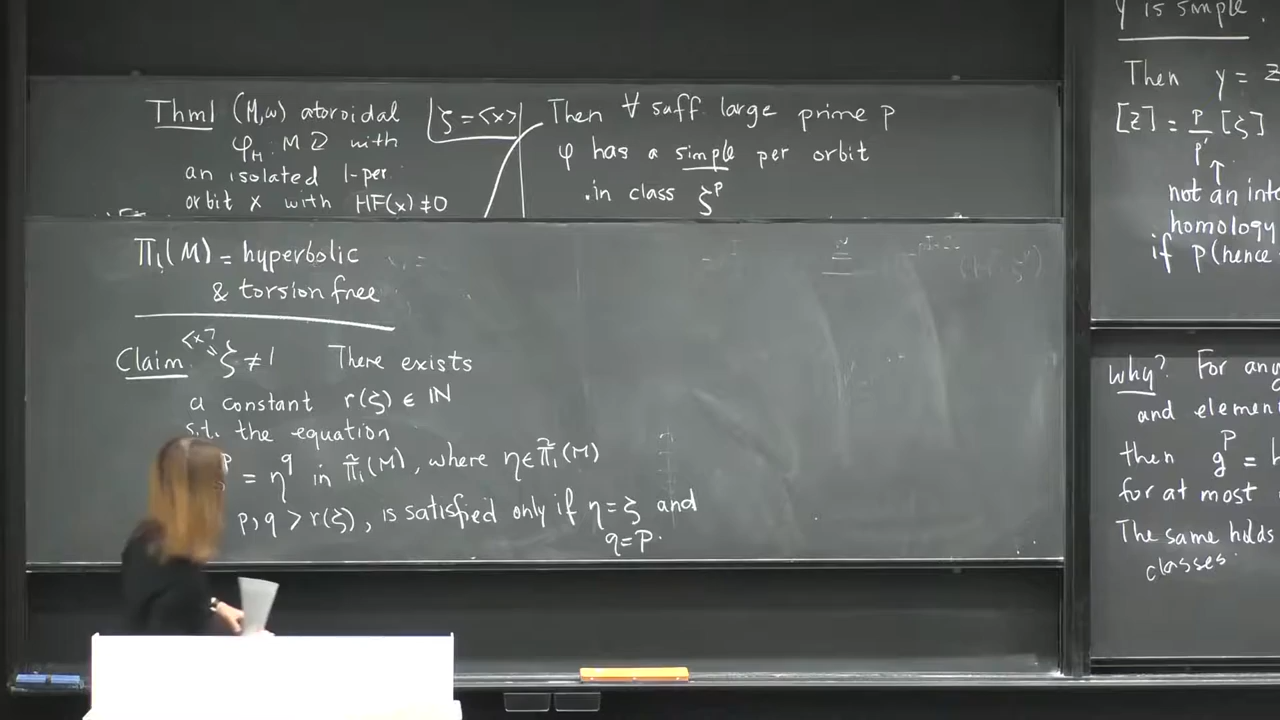 Thm1 (M,ω) atoroidal
φ_H: M ⟲ with
an isolated 1-per.
orbit x with HF(x) ≠ 0
ζ = <x>
Then ∀ suff large prime p
φ has a simple per orbit
in class ζ^p
π₁(M) = hyperbolic
& torsion free
<x>
Claim ζ ≠ 1 There exists
a constant r(ζ) ∈ ℕ
s.t. the equation
p = η^q in π̃₁(M), where η ∈ π̃₁(M)
p, q > r(ζ), is satisfied only if η = ζ and
q = p.
Y is simple.
Then y = z
[z] = p/p' [ζ]
not an
homology
if p (hence
Why? For any
and
then g^p =
for at most
The same holds
classes.